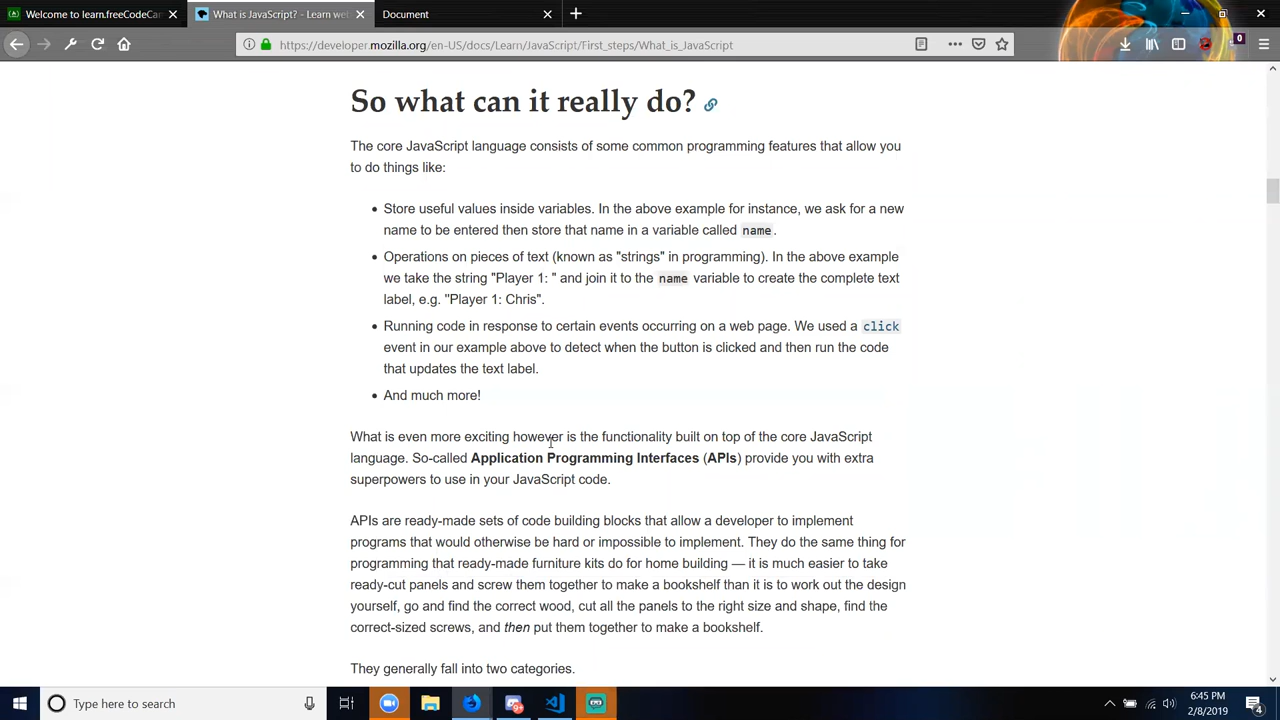 Welcome to learn.freeCodeCar
What is JavaScript? - Learn wel
Document
https://developer.mozilla.org/en-US/docs/Learn/JavaScript/First_steps/What_is_JavaScript
0
So what can it really do?
The core JavaScript language consists of some common programming features that allow you
to do things like:
• Store useful values inside variables. In the above example for instance, we ask for a new
name to be entered then store that name in a variable called name.
• Operations on pieces of text (known as "strings" in programming). In the above example
we take the string "Player 1: " and join it to the name variable to create the complete text
label, e.g. "Player 1: Chris".
• Running code in response to certain events occurring on a web page. We used a click
event in our example above to detect when the button is clicked and then run the code
that updates the text label.
• And much more!
What is even more exciting however is the functionality built on top of the core JavaScript
language. So-called Application Programming Interfaces (APIs) provide you with extra
superpowers to use in your JavaScript code.
APIs are ready-made sets of code building blocks that allow a developer to implement
programs that would otherwise be hard or impossible to implement. They do the same thing for
programming that ready-made furniture kits do for home building — it is much easier to take
ready-cut panels and screw them together to make a bookshelf than it is to work out the design
yourself, go and find the correct wood, cut all the panels to the right size and shape, find the
correct-sized screws, and then put them together to make a bookshelf.
They generally fall into two categories.
Type here to search
6:45 PM
2/8/2019
4